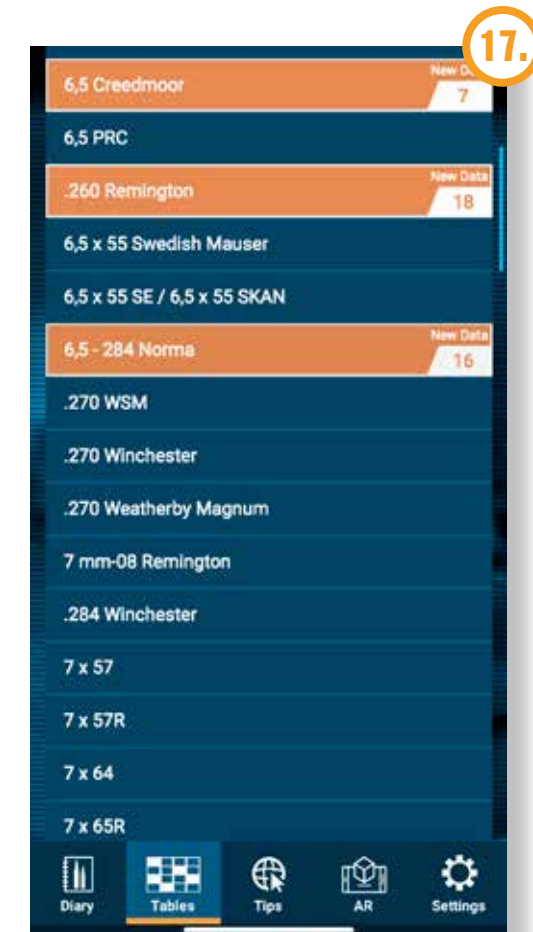 17.
6,5 Creedmoor
New
7
6,5 PRC
.260 Remington
New Data
18
6,5 x 55 Swedish Mauser
6,5 x 55 SE / 6,5 x 55 SKAN
6,5 - 284 Norma
New Data
16
.270 WSM
.270 Winchester
.270 Weatherby Magnum
7 mm-08 Remington
.284 Winchester
7 x 57
7 x 57R
7 x 64
7 x 65R
Diary Tables Tips AR Settings